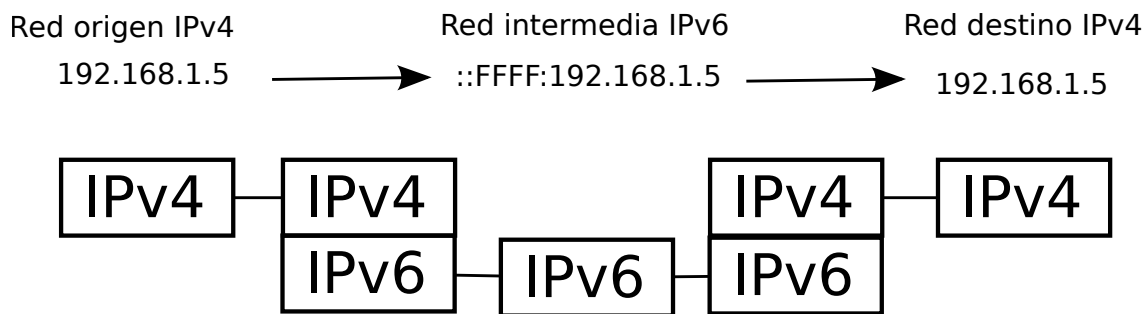 Red origen IPv4
Red intermedia IPv6
Red destino IPv4
192.168.1.5
::FFFF:192.168.1.5
192.168.1.5
IPv4
IPv4
IPv4
IPv4
IPv6
IPv6
IPv6